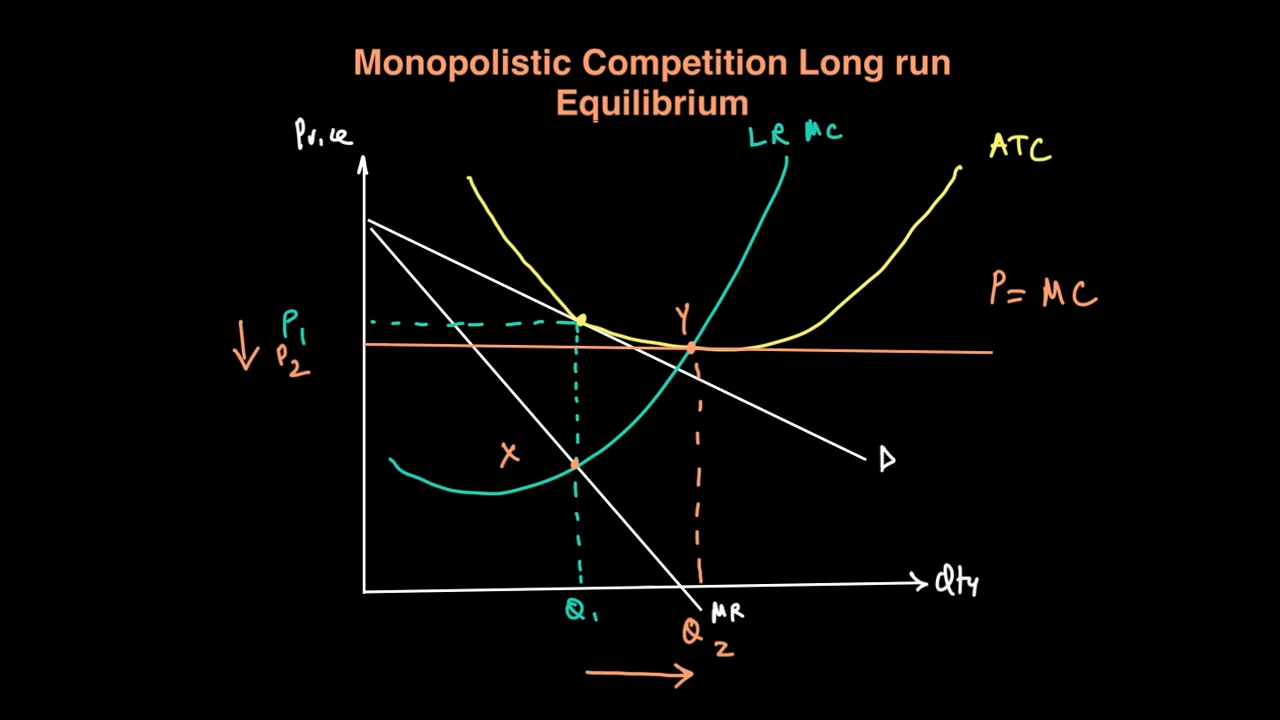 Monopolistic Competition Long run
Equilibrium
Price
LR MC
ATC
P = MC
Y
P1
P2
X
D
Qty
Q1
MR
Q2